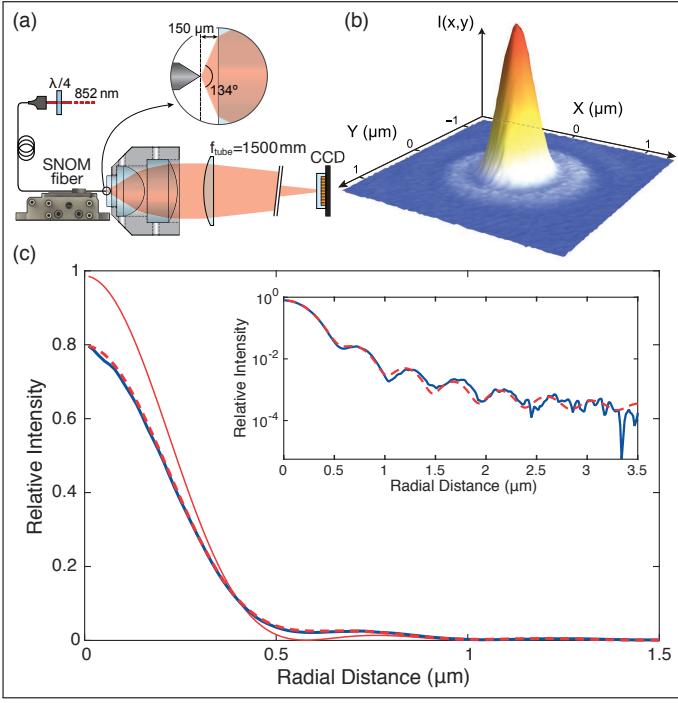 (a)
150 µm
134º
λ/4
852 nm
SNOM
fiber
f_tube=1500 mm
CCD
(b)
I(x,y)
X (µm)
Y (µm)
-1
0
1
0
1
(c)
Relative Intensity
1
0.8
0.6
0.4
0.2
0
0
0.5
1
1.5
Radial Distance (µm)
Relative Intensity
10^0
10^-2
10^-4
0
0.5
1
1.5
2
2.5
3
3.5
Radial Distance (µm)